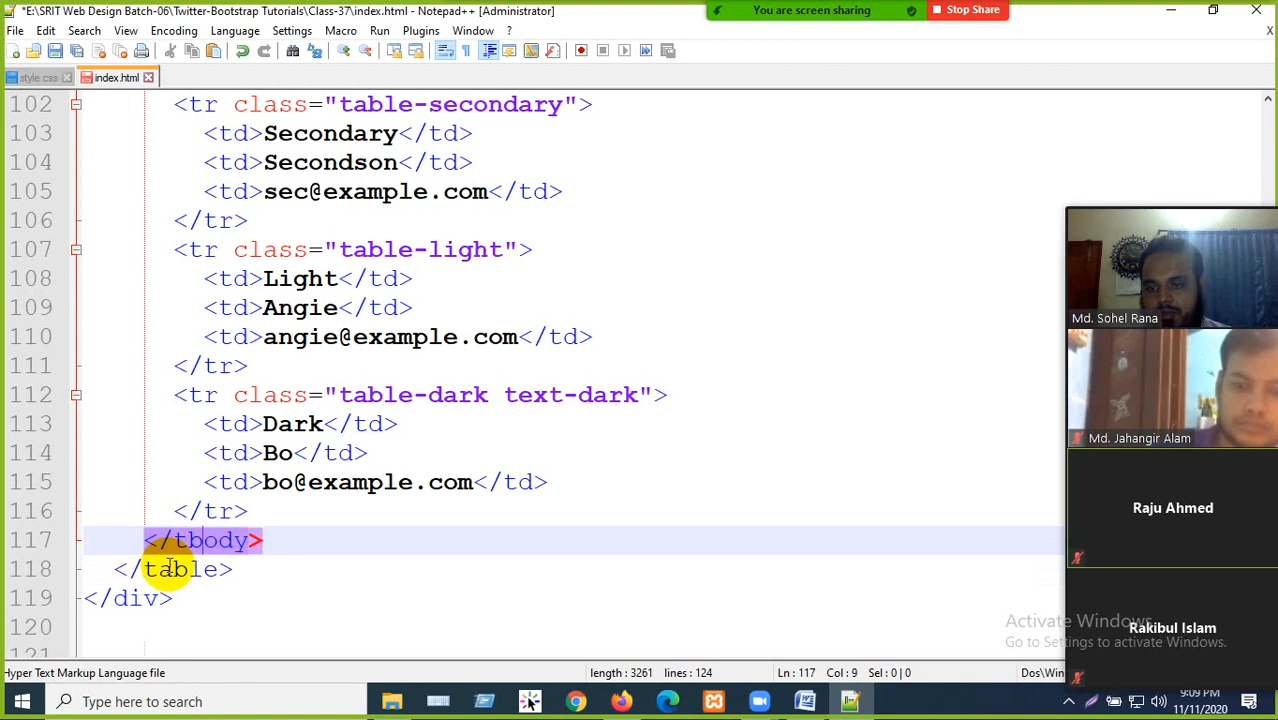 *E:\SRIT Web Design Batch-06\Twitter-Bootstrap Tutorials\Class-37\index.html - Notepad++ [Administrator]
You are screen sharing
Stop Share
File Edit Search View Encoding Language Settings Macro Run Plugins Window ?
X
style.css index.html
102 <tr class="table-secondary">
103 <td>Secondary</td>
104 <td>Secondson</td>
105 <td>sec@example.com</td>
106 </tr>
107 <tr class="table-light">
108 <td>Light</td>
109 <td>Angie</td>
110 <td>angie@example.com</td>
111 </tr>
112 <tr class="table-dark text-dark">
113 <td>Dark</td>
114 <td>Bo</td>
115 <td>bo@example.com</td>
116 </tr>
117 </tbody>
118 </table>
119 </div>
120
121
Md. Sohel Rana
Md. Jahangir Alam
Raju Ahmed
Rakibul Islam
Activate Windows
Go to Settings to activate Windows.
Hyper Text Markup Language file length : 3261 lines : 124 Ln : 117 Col : 9 Sel : 0 | 0 Dos\Win
Type here to search
9:09 PM
11/11/2020